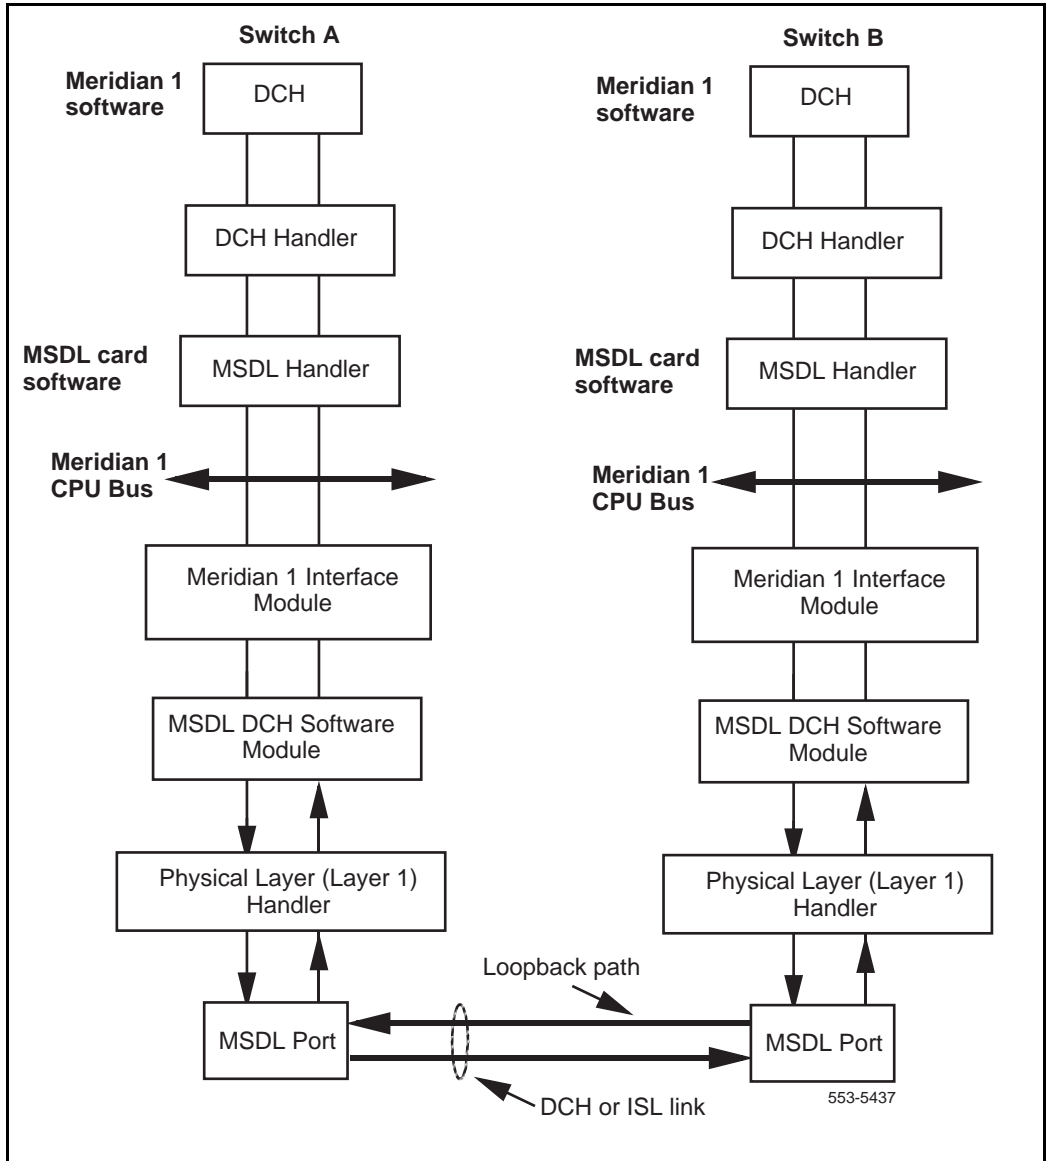 Switch A
Meridian 1
software
DCH
DCH Handler
MSDL card
software
MSDL Handler
Meridian 1
CPU Bus
Meridian 1 Interface
Module
MSDL DCH Software
Module
Physical Layer (Layer 1)
Handler
MSDL Port
Switch B
Meridian 1
software
DCH
DCH Handler
MSDL card
software
MSDL Handler
Meridian 1
CPU Bus
Meridian 1 Interface
Module
MSDL DCH Software
Module
Physical Layer (Layer 1)
Handler
MSDL Port
Loopback path
DCH or ISL link
553-5437